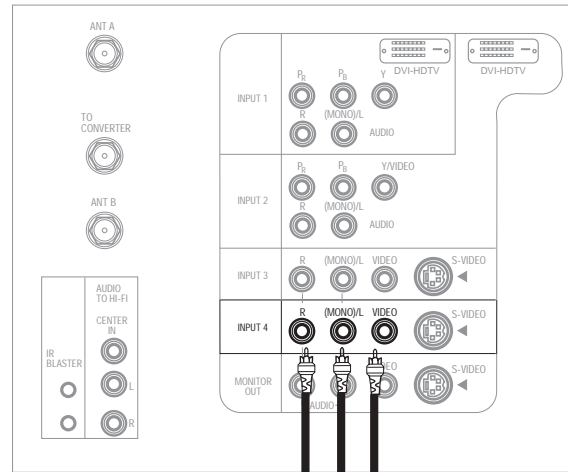 ANT A
TO
CONVERTER
ANT B
AUDIO
TO HI-FI
CENTER
IN
IR
BLASTER
L
R
DVI-HDTV
DVI-HDTV
INPUT 1
PR PB Y
R (MONO)/L AUDIO
INPUT 2
PR PB Y/VIDEO
R (MONO)/L AUDIO
INPUT 3
R (MONO)/L VIDEO S-VIDEO
INPUT 4
R (MONO)/L VIDEO S-VIDEO
MONITOR
OUT
S-VIDEO
AUDIO